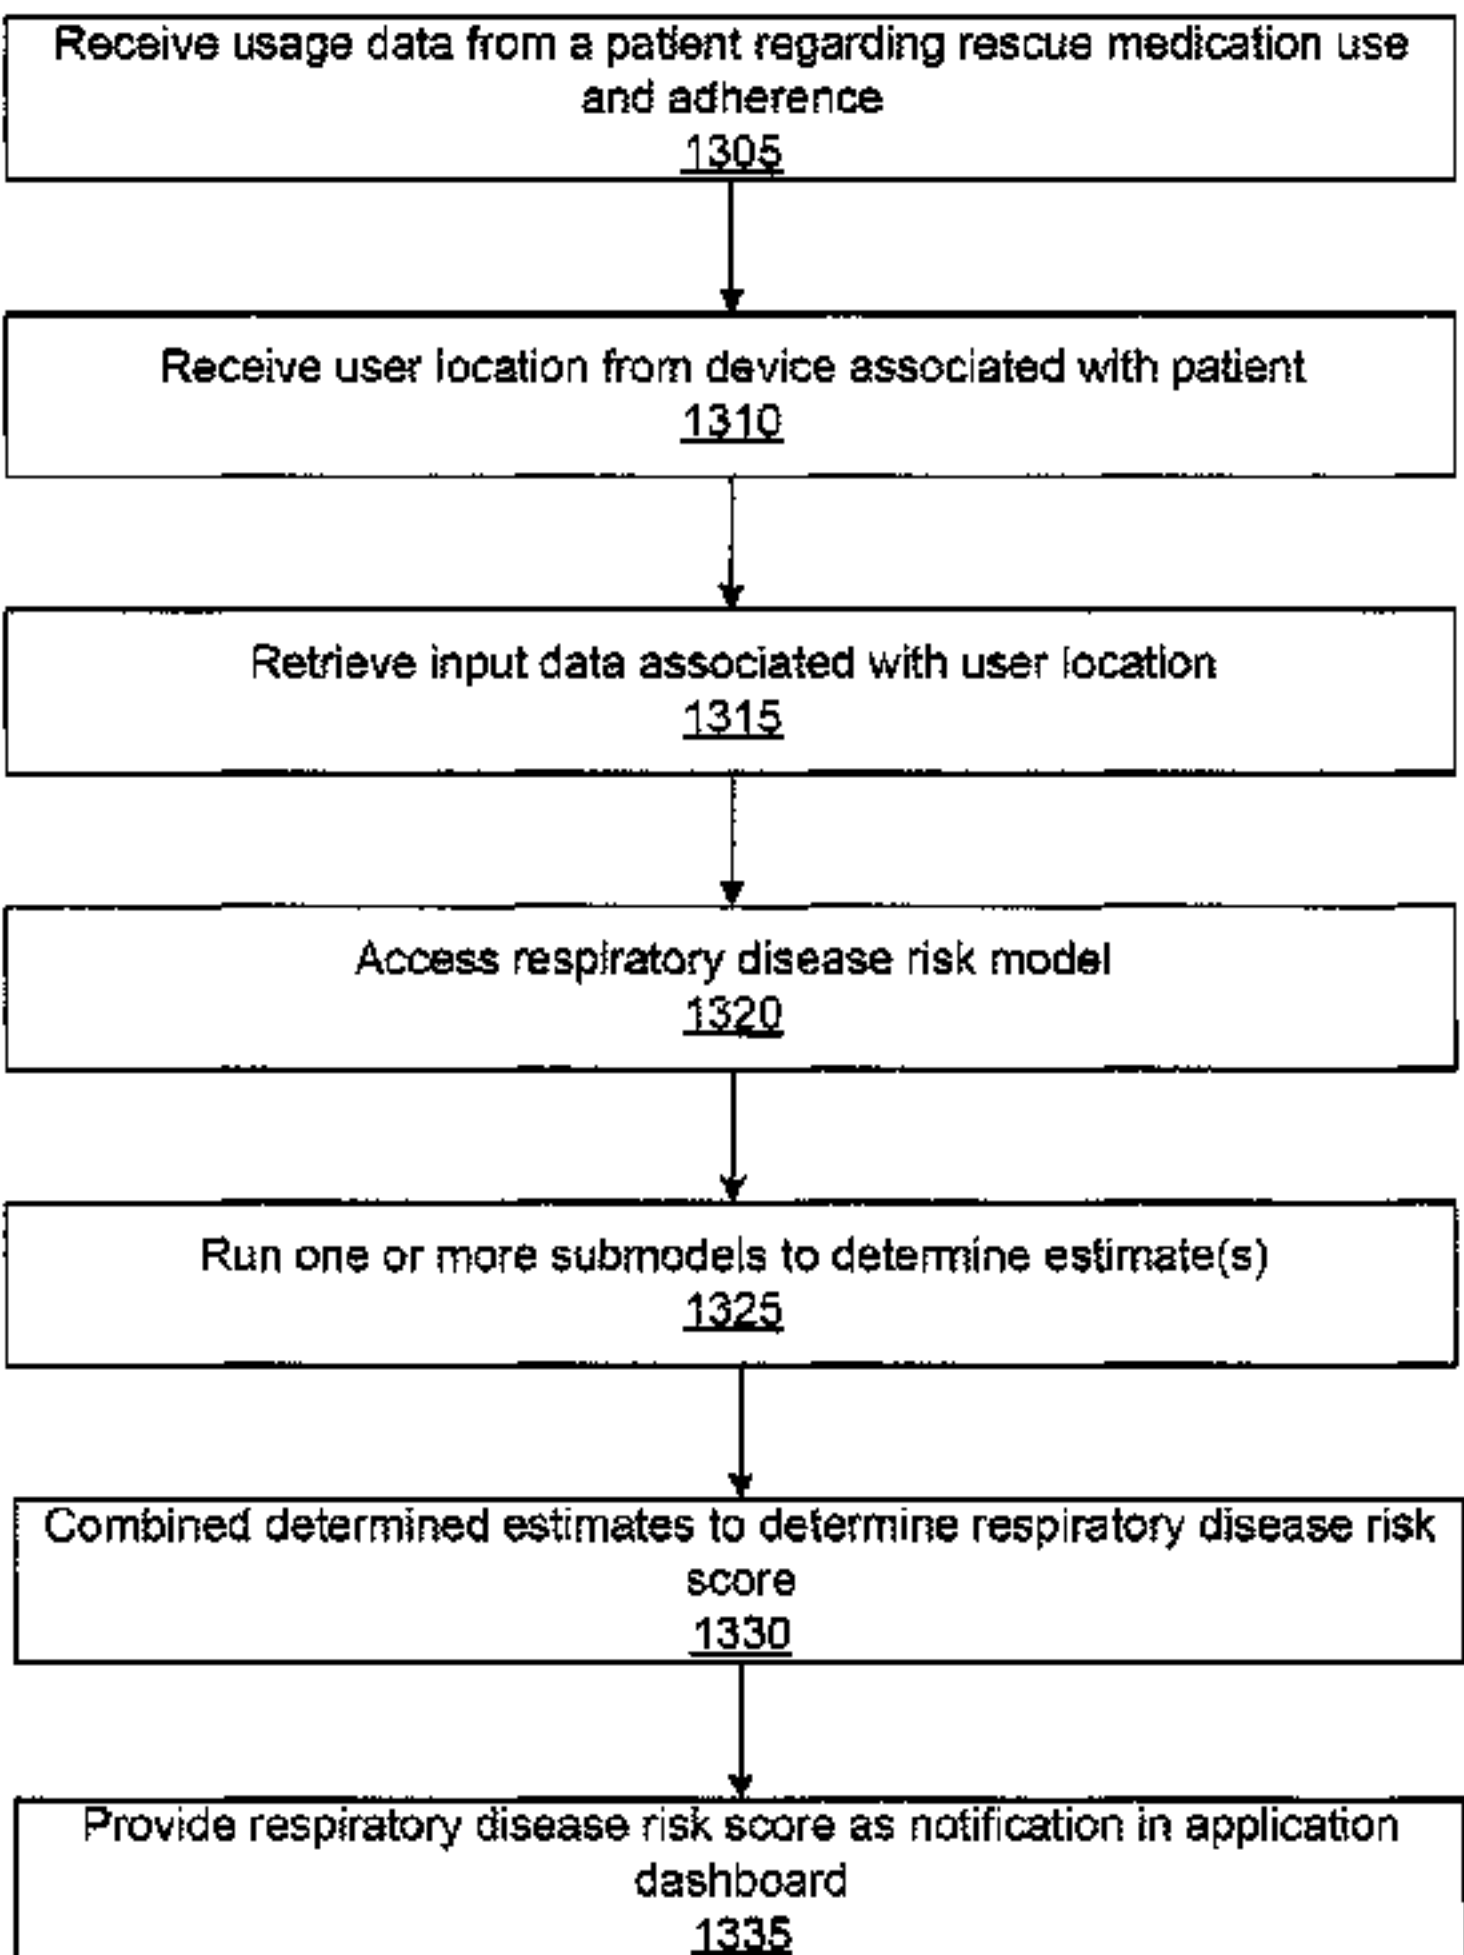 Receive usage data from a patient regarding rescue medication use
and adherence
1305
Receive user location from device associated with patient
1310
Retrieve input data associated with user location
1315
Access respiratory disease risk model
1320
Run one or more submodels to determine estimate(s)
1325
Combined determined estimates to determine respiratory disease risk
score
1330
Provide respiratory disease risk score as notification in application
dashboard
1335